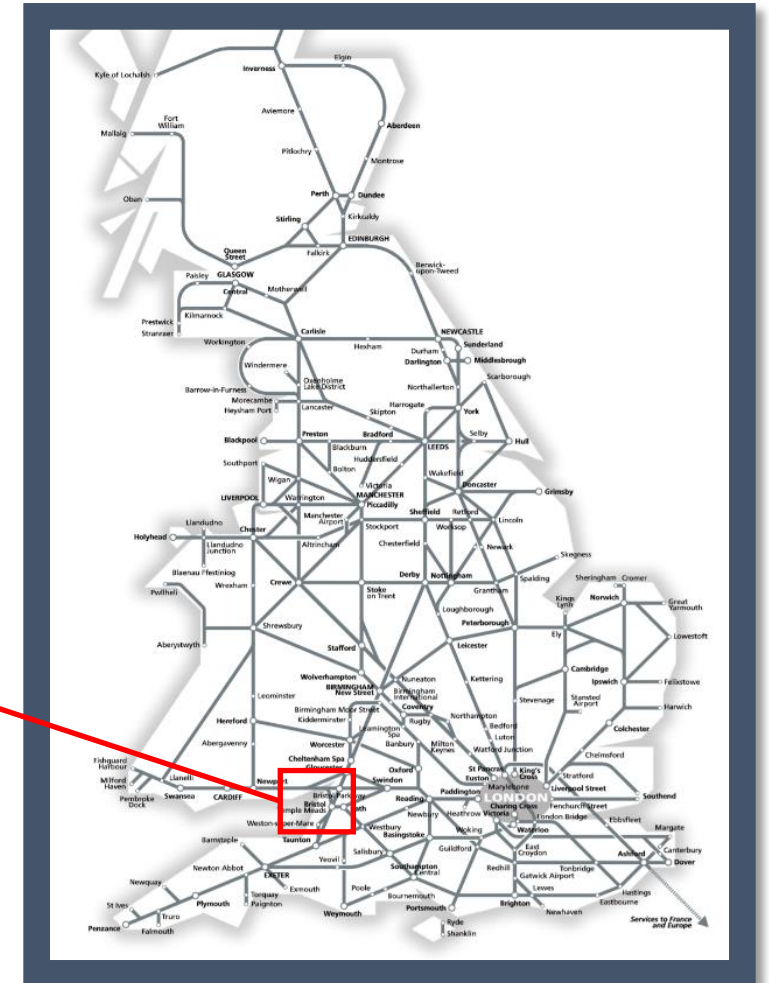 Elgin
Inverness
Kyle of Lochalsh
Aviemore
Fort
William
Mallaig
Aberdeen
Pitlochry
Montrose
Perth
Dundee
Oban
Stirling
Kirkcaldy
EDINBURGH
Queen
Street
Falkirk
Berwick-
upon-Tweed
Paisley
GLASGOW
Central
Motherwell
Prestwick
Kilmarnock
Stranraer
Carlisle
NEWCASTLE
Workington
Hexham
Durham
Sunderland
Darlington
Middlesbrough
Windermere
Scarborough
Oxenholme
Lake District
Barrow-in-Furness
Northallerton
Morecambe
Heysham Port
Lancaster
Harrogate
York
Skipton
Blackpool
Preston
Bradford
Selby
Blackburn
LEEDS
Hull
Southport
Huddersfield
Bolton
Wakefield
Wigan
Victoria
Doncaster
LIVERPOOL
Warrington
MANCHESTER
Piccadilly
Grimsby
Manchester
Airport
Sheffield
Retford
Llandudno
Chester
Stockport
Worksop
Lincoln
Holyhead
Llandudno
Junction
Altrincham
Chesterfield
Newark
Skegness
Blaenau Ffestiniog
Wrexham
Crewe
Stoke
on Trent
Derby
Nottingham
Spalding
Sheringham
Cromer
Pwllheli
Grantham
Kings
Lynn
Norwich
Great
Yarmouth
Loughborough
Peterborough
Aberystwyth
Shrewsbury
Ely
Lowestoft
Stafford
Leicester
Wolverhampton
Cambridge
BIRMINGHAM
New Street
Nuneaton
Birmingham
International
Kettering
Ipswich
Felixstowe
Leominster
Birmingham Moor Street
Coventry
Stevenage
Stansted
Airport
Harwich
Kidderminster
Rugby
Northampton
Hereford
Leamington
Spa
Bedford
Colchester
Worcester
Banbury
Milton
Keynes
Luton
Abergavenny
Watford Junction
Chelmsford
Cheltenham Spa
Gloucester
Oxford
St Pancras
King's
Cross
Fishguard
Harbour
Euston
Stratford
Llanelli
Newport
Swindon
Marylebone
Liverpool Street
Milford
Haven
Bristol Parkway
Paddington
LONDON
Pembroke
Dock
Swansea
CARDIFF
Bristol
Temple Meads
Bath
Reading
Charing Cross
Fenchurch Street
Southend
Newbury
Heathrow
Victoria
London Bridge
Ebbsfleet
Weston-super-Mare
Westbury
Basingstoke
Woking
Waterloo
Margate
Barnstaple
Taunton
Salisbury
Guildford
East
Croydon
Canterbury
Yeovil
Ashford
Dover
Newton Abbot
Southampton
Central
Redhill
Tonbridge
EXETER
Gatwick Airport
Newquay
Exmouth
Poole
Lewes
Hastings
Torquay
Paignton
Bournemouth
Eastbourne
St Ives
Plymouth
Portsmouth
Brighton
Newhaven
Truro
Weymouth
Ryde
Services to France
and Europe
Penzance
Falmouth
Shanklin